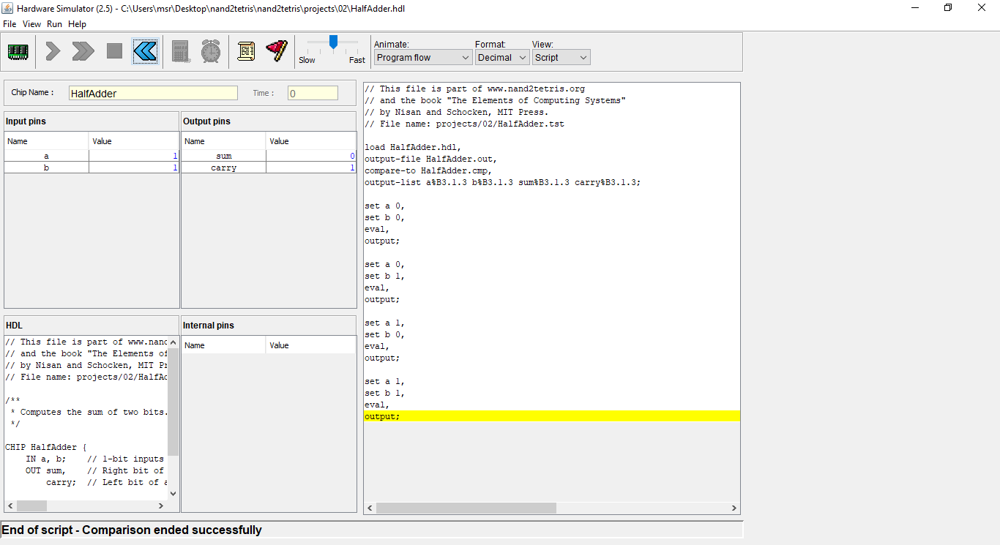 Hardware Simulator (2.5) - C:\Users\msr\Desktop\nand2tetris\nand2tetris\projects\02\HalfAdder.hdl
File View Run Help
Slow Fast
Animate: Format: View:
Program flow Decimal Script
Chip Name : HalfAdder Time : 0
Input pins
Name Value
a 1
b 1
Output pins
Name Value
sum 0
carry 1
HDL
// This file is part of www.nand
// and the book "The Elements of
// by Nisan and Schocken, MIT Pr
// File name: projects/02/HalfAd
/**
* Computes the sum of two bits.
*/
CHIP HalfAdder {
IN a, b; // 1-bit inputs
OUT sum, // Right bit of
carry; // Left bit of a
Internal pins
Name Value
// This file is part of www.nand2tetris.org
// and the book "The Elements of Computing Systems"
// by Nisan and Schocken, MIT Press.
// File name: projects/02/HalfAdder.tst
load HalfAdder.hdl,
output-file HalfAdder.out,
compare-to HalfAdder.cmp,
output-list a%B3.1.3 b%B3.1.3 sum%B3.1.3 carry%B3.1.3;
set a 0,
set b 0,
eval,
output;
set a 0,
set b 1,
eval,
output;
set a 1,
set b 0,
eval,
output;
set a 1,
set b 1,
eval,
output;
End of script - Comparison ended successfully